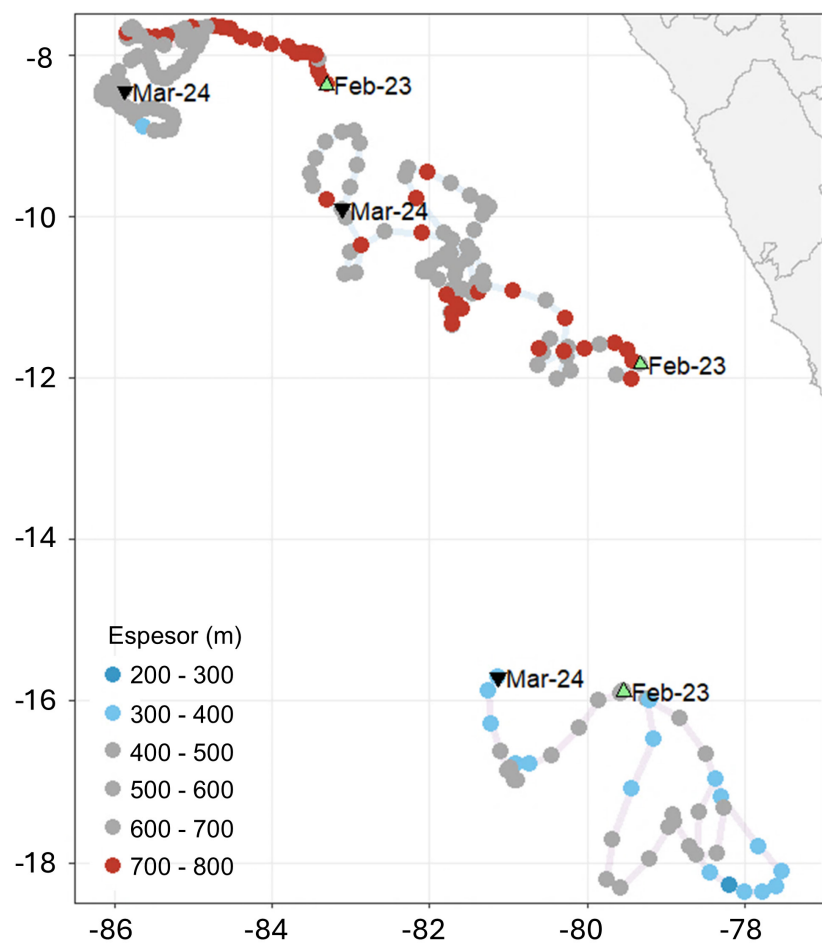 -8
Feb-23
Mar-24
-10
Mar-24
-12
Feb-23
-14
Espesor (m)
200 - 300
300 - 400
400 - 500
500 - 600
600 - 700
700 - 800
Mar-24
Feb-23
-16
-18
-86
-84
-82
-80
-78